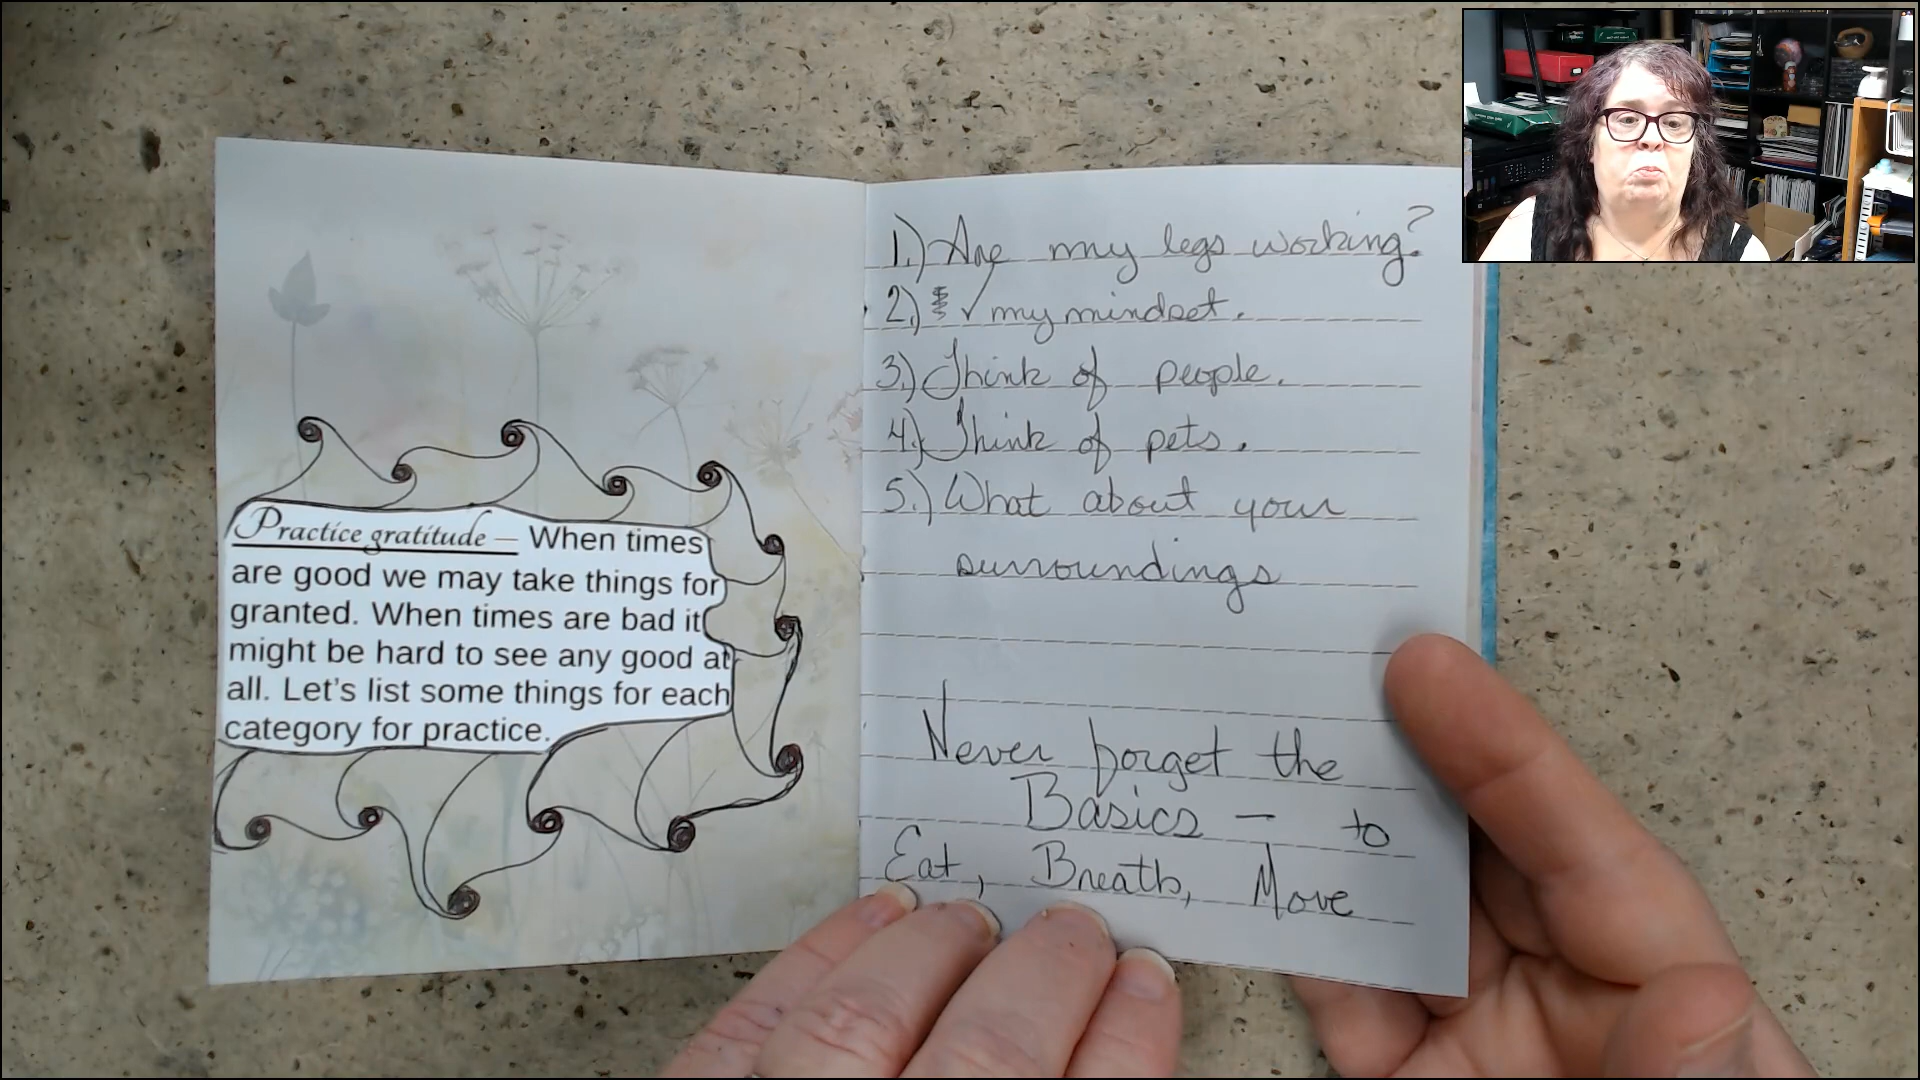 Practice gratitude – When times
are good we may take things for
granted. When times are bad it
might be hard to see any good at
all. Let's list some things for each
category for practice.
1.) Are my legs working?
2.) ✓ my mindset.
3.) Think of people.
4.) Think of pets.
5.) What about your
surroundings
Never forget the
Basics – to
Eat, Breath, Move